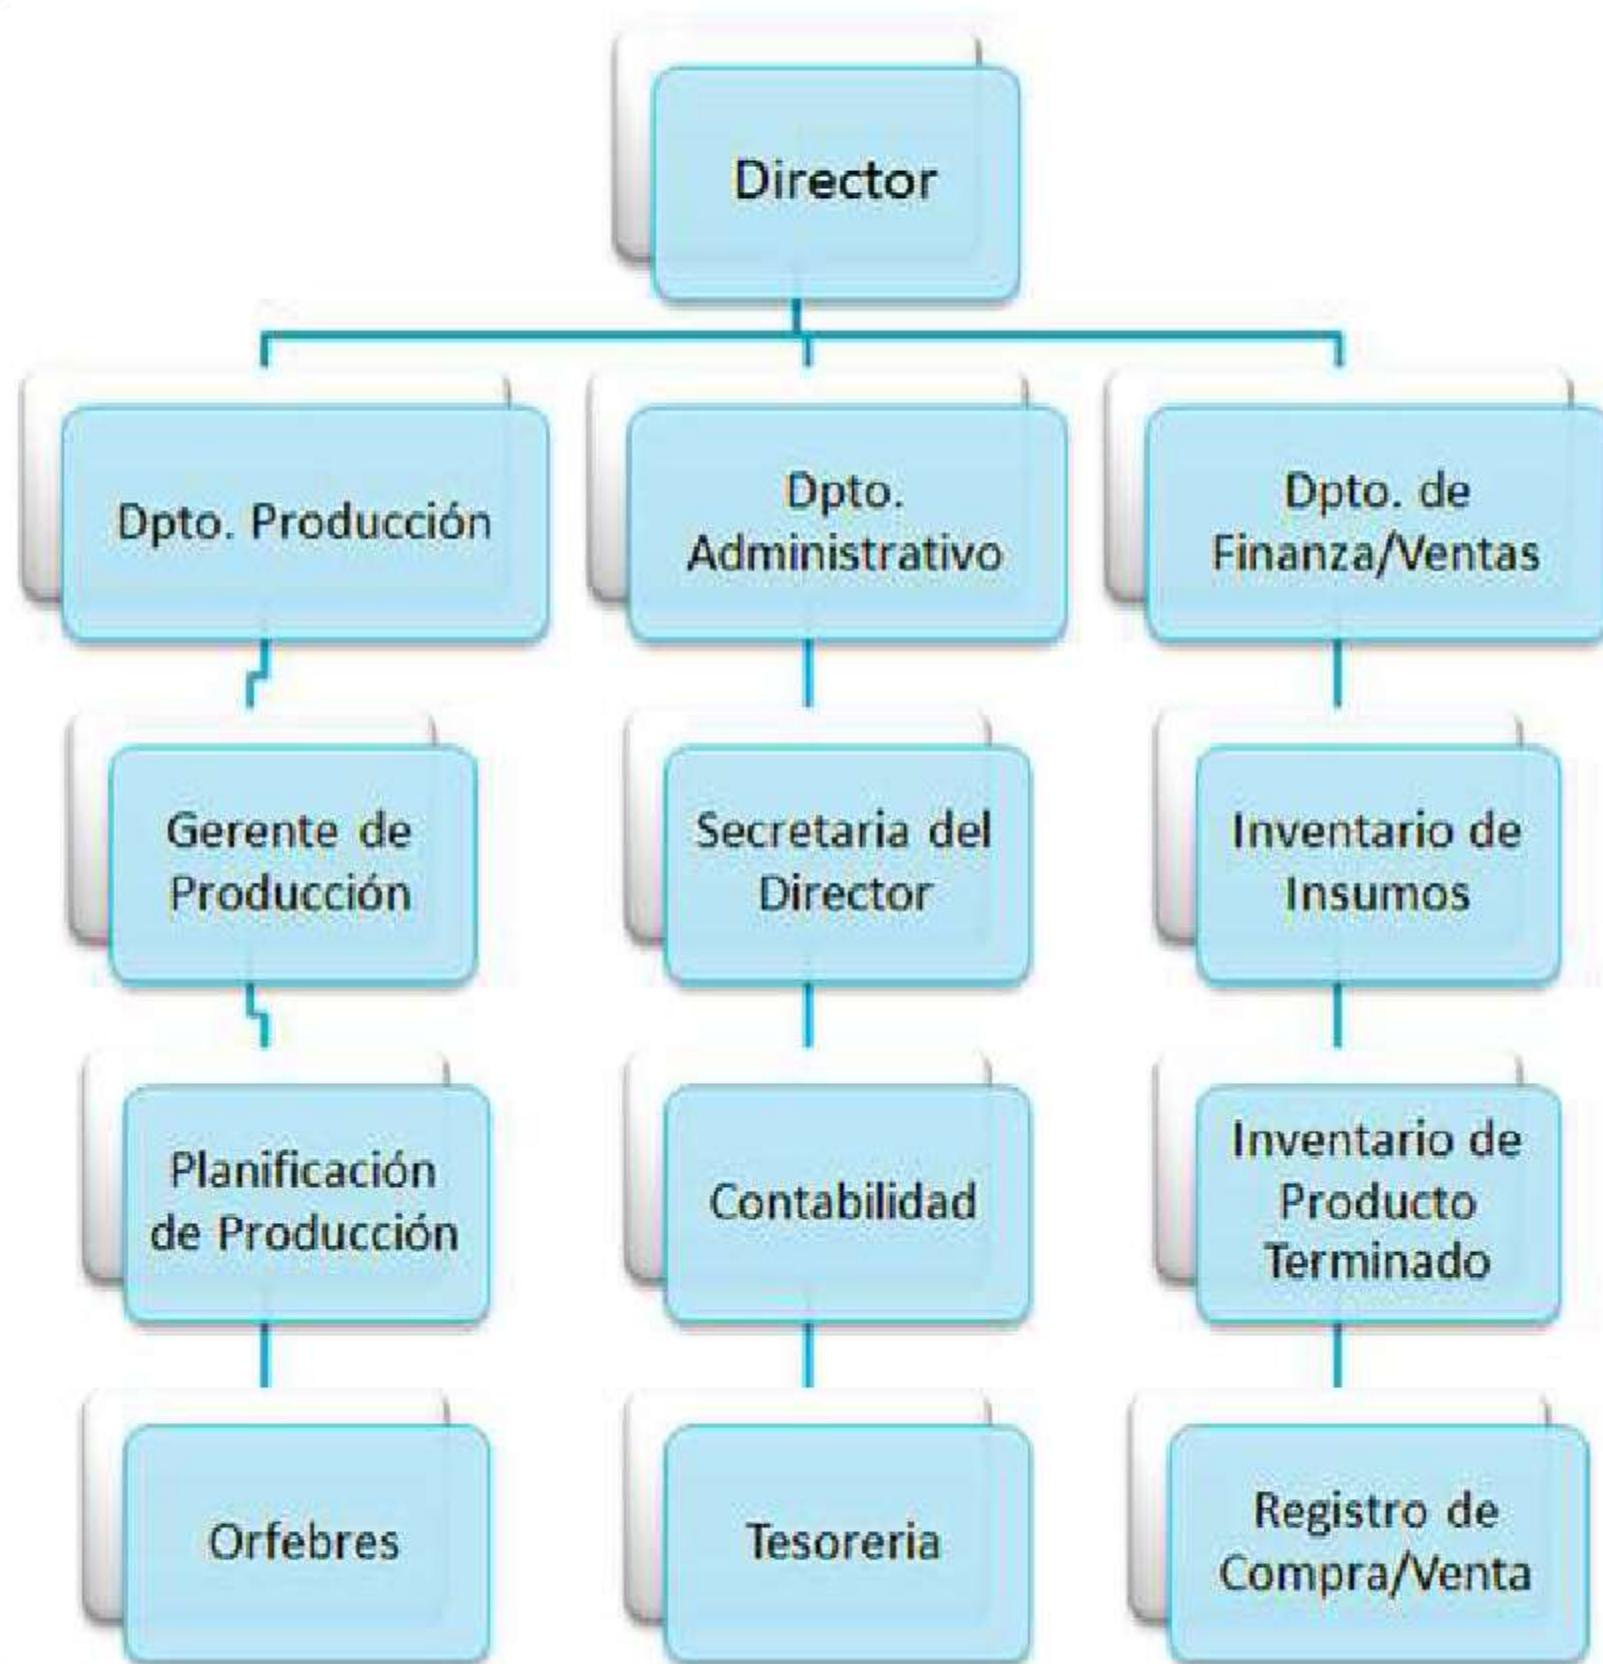 Director
Dpto. Producción
Dpto.
Administrativo
Dpto. de
Finanza/Ventas
Gerente de
Producción
Secretaria del
Director
Inventario de
Insumos
Planificación
de Producción
Contabilidad
Inventario de
Producto
Terminado
Orfebres
Tesoreria
Registro de
Compra/Venta